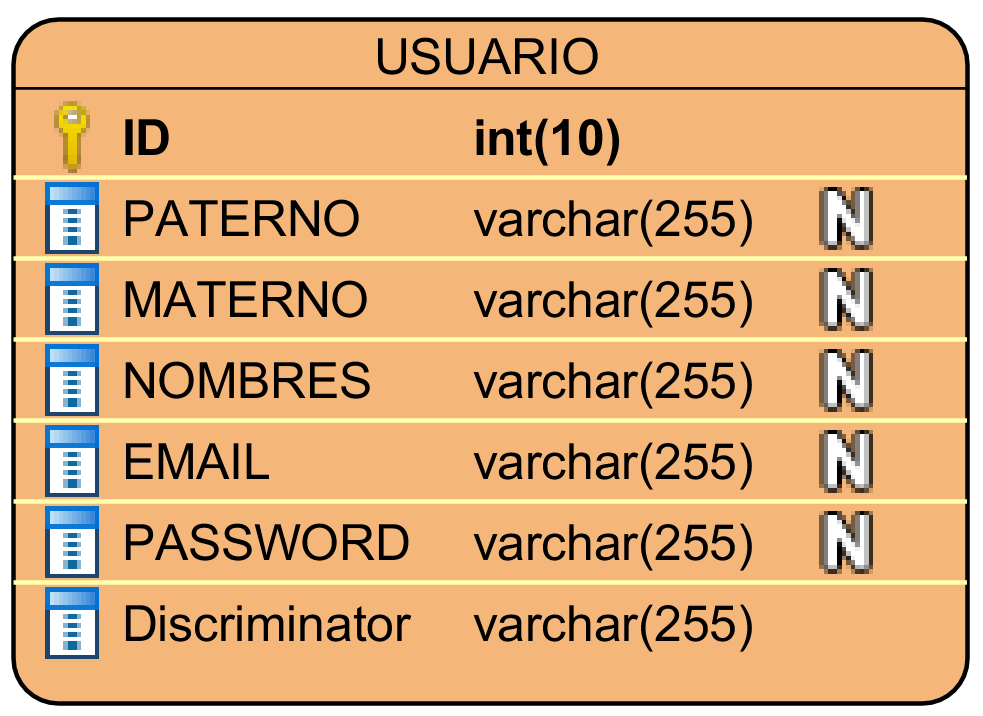 USUARIO
ID int(10)
PATERNO varchar(255) N
MATERNO varchar(255) N
NOMBRES varchar(255) N
EMAIL varchar(255) N
PASSWORD varchar(255) N
Discriminator varchar(255)